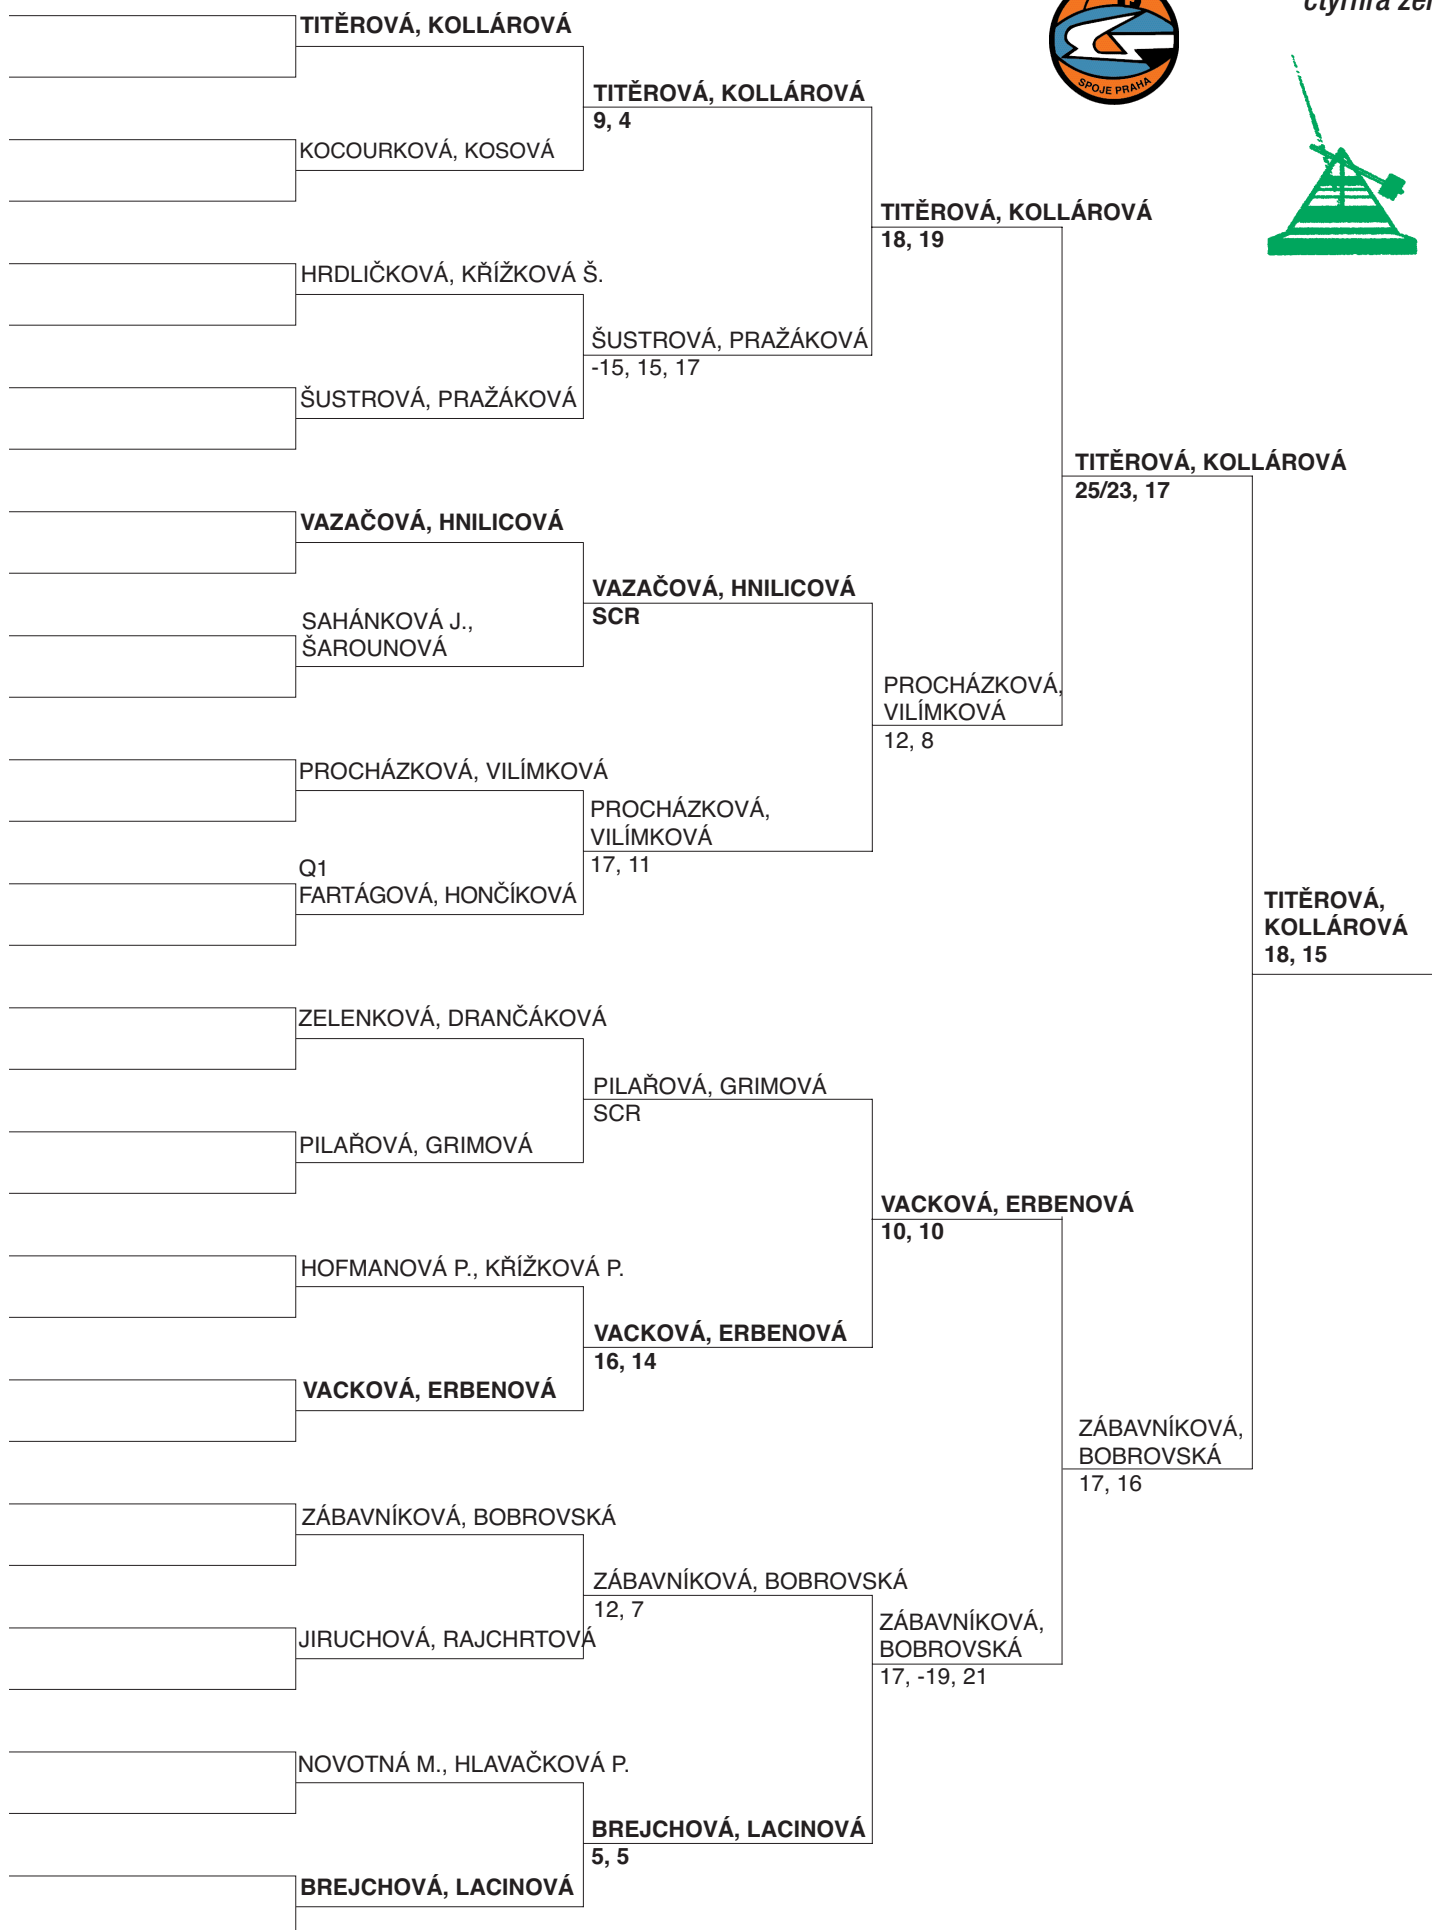 čtyřhra
SPOJE PRAHA
TITĚROVÁ, KOLLÁROVÁ
KOCOURKOVÁ, KOSOVÁ
HRDLIČKOVÁ, KŘÍŽKOVÁ Š.
ŠUSTROVÁ, PRAŽÁKOVÁ
VAZAČOVÁ, HNILICOVÁ
SAHÁNKOVÁ J.,
ŠAROUNOVÁ
PROCHÁZKOVÁ, VILÍMKOVÁ
Q1
FARTÁGOVÁ, HONČÍKOVÁ
ZELENKOVÁ, DRANČÁKOVÁ
PILAŘOVÁ, GRIMOVÁ
HOFMANOVÁ P., KŘÍŽKOVÁ P.
VACKOVÁ, ERBENOVÁ
ZÁBAVNÍKOVÁ, BOBROVSKÁ
JIRUCHOVÁ, RAJCHRTOVÁ
NOVOTNÁ M., HLAVAČKOVÁ P.
BREJCHOVÁ, LACINOVÁ
TITĚROVÁ, KOLLÁROVÁ
9, 4
ŠUSTROVÁ, PRAŽÁKOVÁ
-15, 15, 17
VAZAČOVÁ, HNILICOVÁ
SCR
PROCHÁZKOVÁ,
VILÍMKOVÁ
17, 11
PILAŘOVÁ, GRIMOVÁ
SCR
VACKOVÁ, ERBENOVÁ
16, 14
ZÁBAVNÍKOVÁ, BOBROVSKÁ
12, 7
BREJCHOVÁ, LACINOVÁ
5, 5
TITĚROVÁ, KOLLÁROVÁ
18, 19
PROCHÁZKOVÁ,
VILÍMKOVÁ
12, 8
VACKOVÁ, ERBENOVÁ
10, 10
ZÁBAVNÍKOVÁ,
BOBROVSKÁ
17, -19, 21
TITĚROVÁ, KOLLÁROVÁ
25/23, 17
ZÁBAVNÍKOVÁ,
BOBROVSKÁ
17, 16
TITĚROVÁ,
KOLLÁROVÁ
18, 15